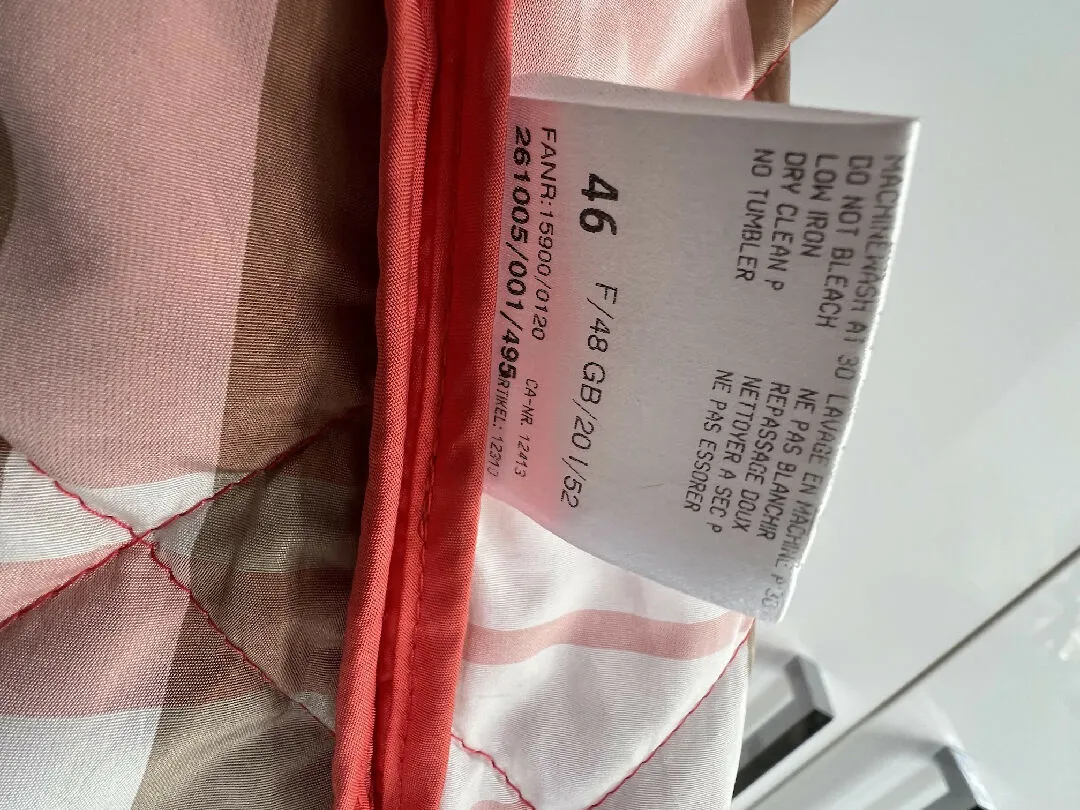 MACHINEWASH AT 30 LAVAGE EN MACHINE P 30
DO NOT BLEACH NE PAS BLANCHIR
LOW IRON REPASSAGE DOUX
DRY CLEAN P NETTOYER A SEC P
NO TUMBLER NE PAS ESSORER
46 F/48 GB/20 I/52
FANR:15900/0120 CA-NR 12413
261005/001/495 ARTIKEL: